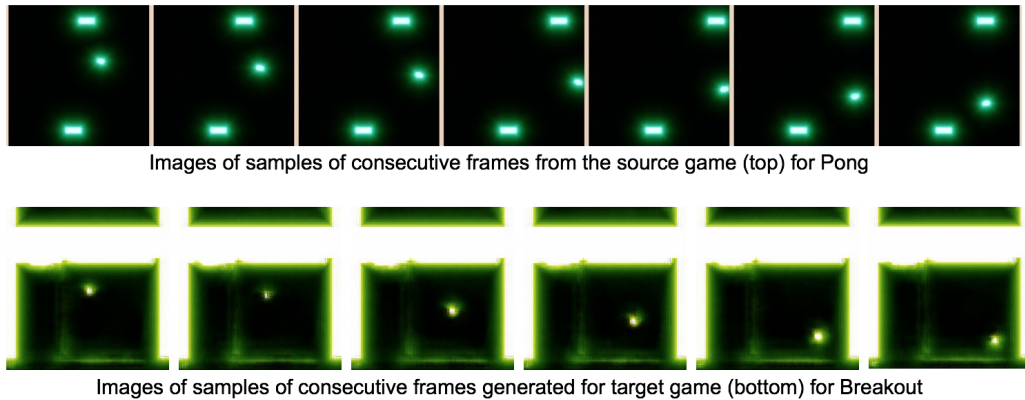 Images of samples of consecutive frames from the source game (top) for Pong
Images of samples of consecutive frames generated for target game (bottom) for Breakout